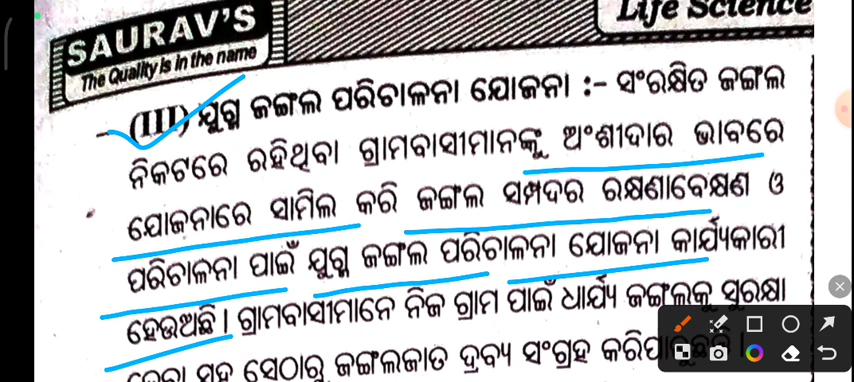 Life Science
SAURAV'S
The Quality is in the name
(III) ଯୁଗ୍ମ ଜଙ୍ଗଲ ପରିଚାଳନା ଯୋଜନା :- ସଂରକ୍ଷିତ ଜଙ୍ଗଲ
ନିକଟରେ ରହିଥିବା ଗ୍ରାମବାସୀମାନଙ୍କୁ ଅଂଶୀଦାର ଭାବରେ
ଯୋଜନାରେ ସାମିଲ କରି ଜଙ୍ଗଲ ସମ୍ପଦର ରକ୍ଷଣାବେକ୍ଷଣ ଓ
ପରିଚାଳନା ପାଇଁ ଯୁଗ୍ମ ଜଙ୍ଗଲ ପରିଚାଳନା ଯୋଜନା କାର୍ଯ୍ୟକାରୀ
ହେଉଅଛି । ଗ୍ରାମବାସୀମାନେ ନିଜ ଗ୍ରାମ ପାଇଁ ଧାର୍ଯ୍ୟ ଜଙ୍ଗଲକୁ ସୁରକ୍ଷା
ସହ ସେଠାରୁ ଜଙ୍ଗଲଜାତ ଦ୍ରବ୍ୟ ସଂଗ୍ରହ